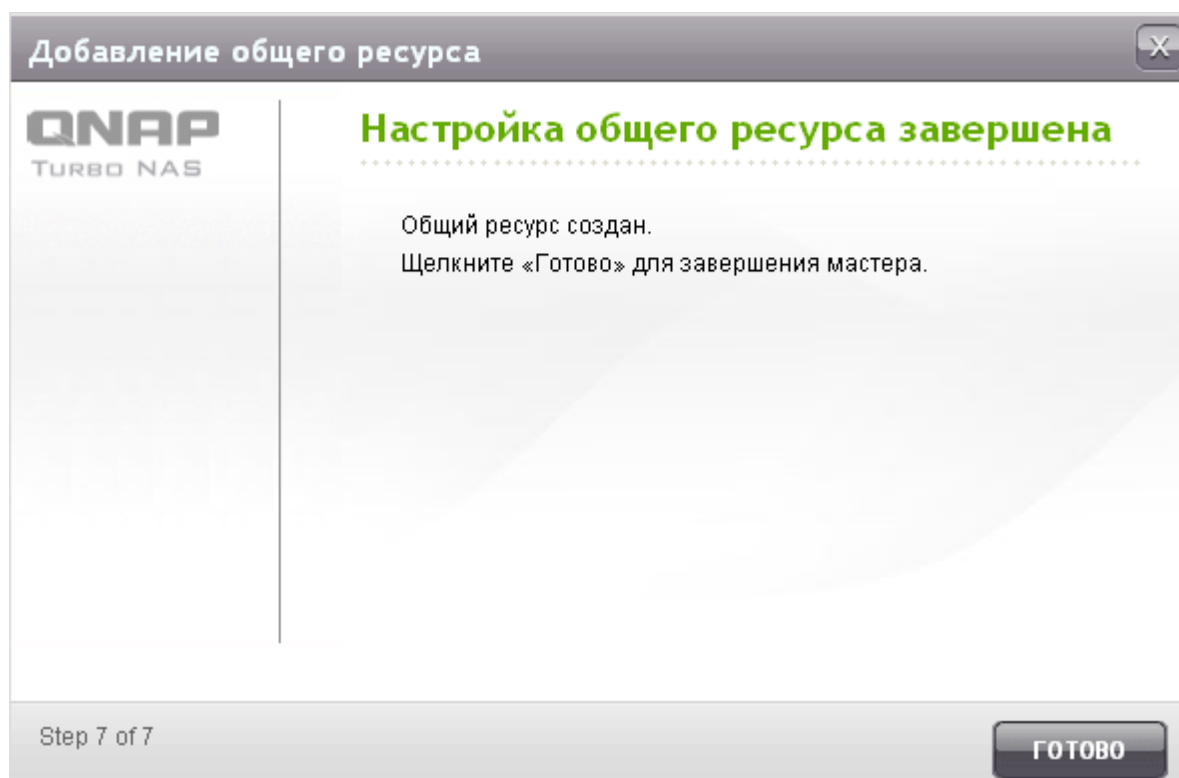 Добавление общего ресурса
X
QNAP
TURBO NAS
Настройка общего ресурса завершена
Общий ресурс создан.
Щелкните «Готово» для завершения мастера.
Step 7 of 7
ГОТОВО